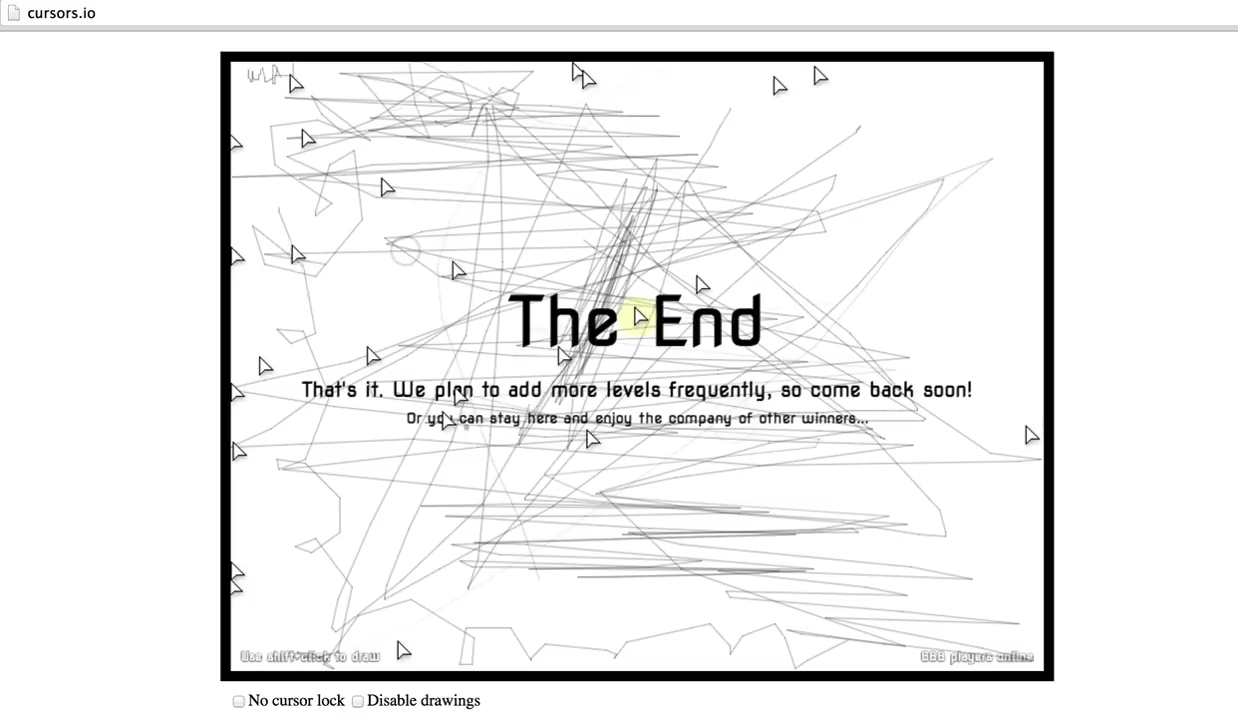 cursors.io
The End
That's it. We plan to add more levels frequently, so come back soon!
Or you can stay here and enjoy the company of other winners...
Use shift+click to draw
players online
No cursor lock
Disable drawings